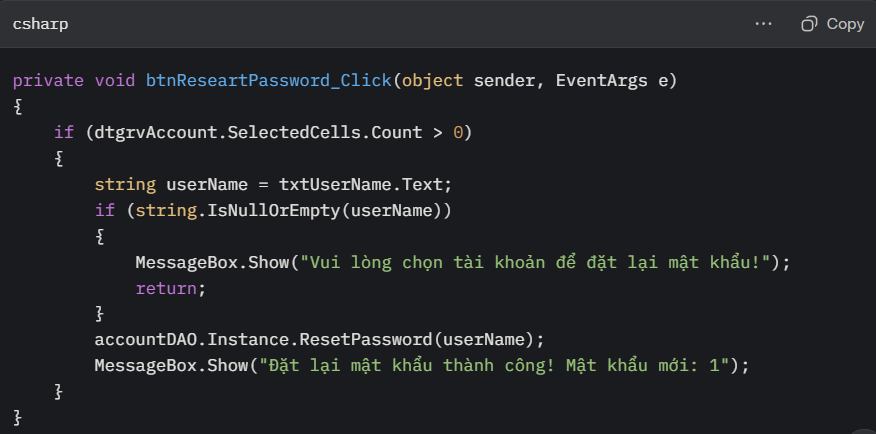 csharp
... Copy
private void btnReseartPassword_Click(object sender, EventArgs e)
{
    if (dtgrvAccount.SelectedCells.Count > 0)
    {
        string userName = txtUserName.Text;
        if (string.IsNullOrEmpty(userName))
        {
            MessageBox.Show("Vui lòng chọn tài khoản để đặt lại mật khẩu!");
            return;
        }
        accountDAO.Instance.ResetPassword(userName);
        MessageBox.Show("Đặt lại mật khẩu thành công! Mật khẩu mới: 1");
    }
}